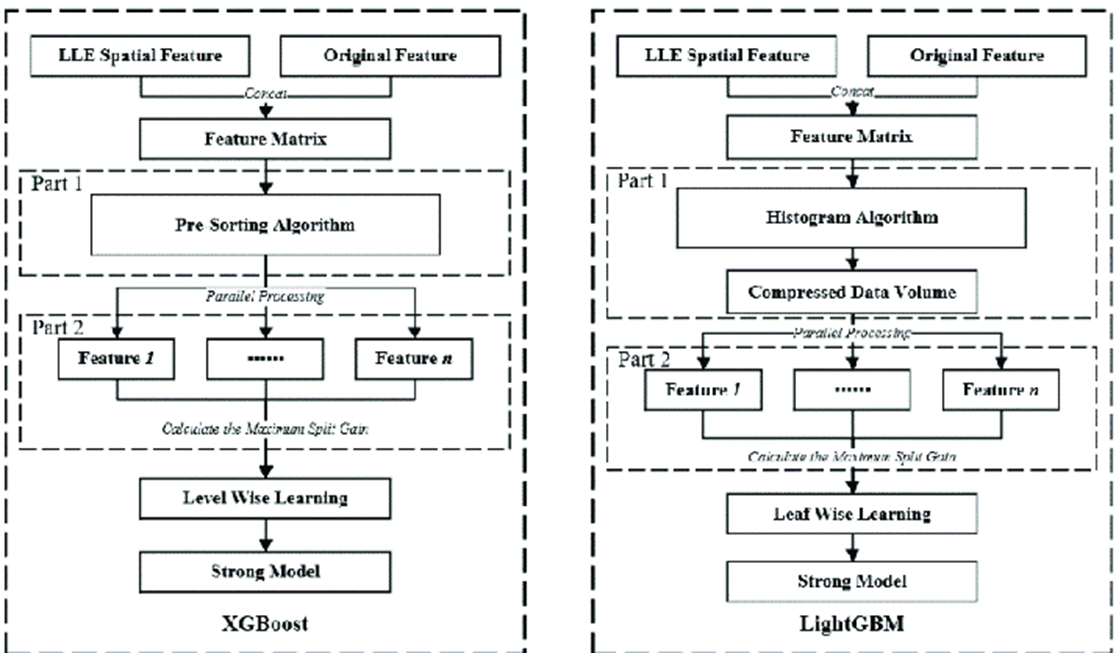 LLE Spatial Feature
Original Feature
Concat
Feature Matrix
Part 1
Pre-Sorting Algorithm
Parallel Processing
Part 2
Feature 1
······
Feature n
Calculate the Maximum Split Gain
Level Wise Learning
Strong Model
XGBoost
LLE Spatial Feature
Original Feature
Concat
Feature Matrix
Part 1
Histogram Algorithm
Compressed Data Volume
Parallel Processing
Part 2
Feature 1
······
Feature n
Calculate the Maximum Split Gain
Leaf Wise Learning
Strong Model
LightGBM